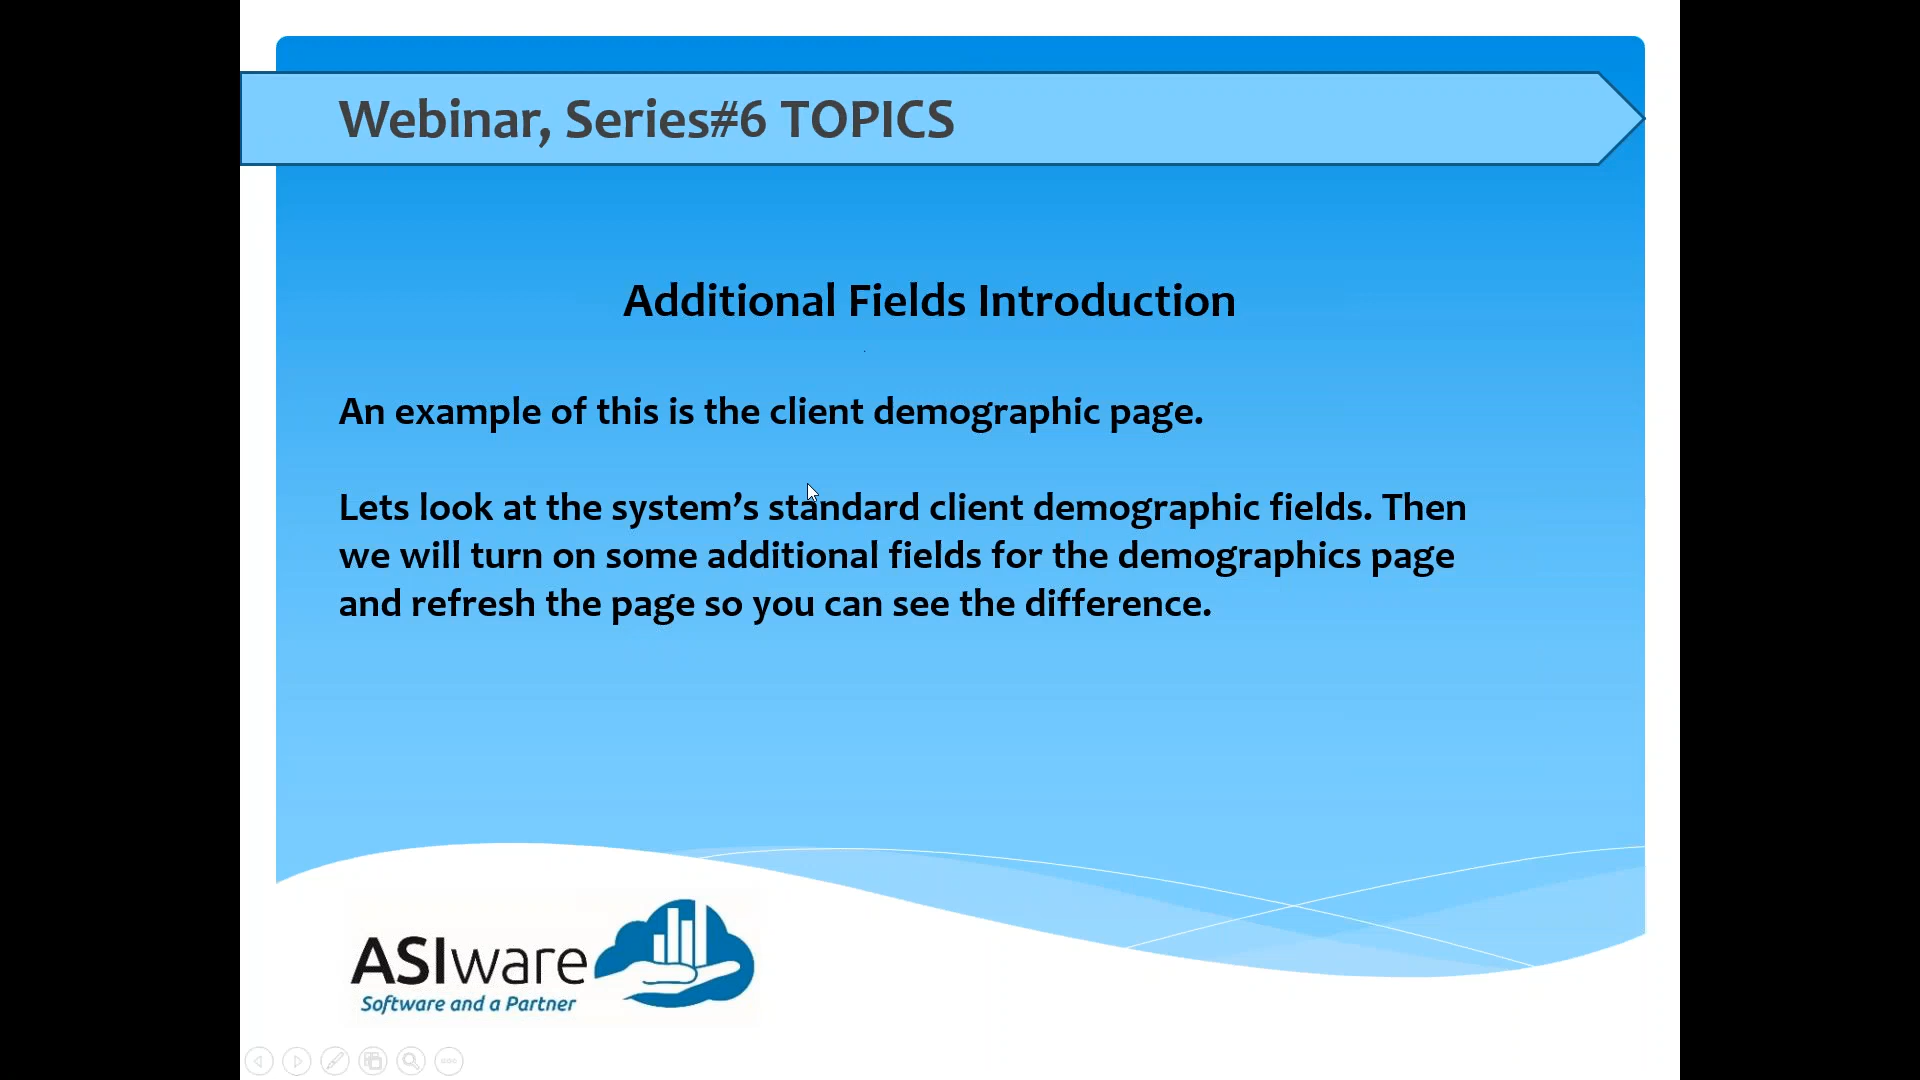 Webinar, Series#6 TOPICS
Additional Fields Introduction
An example of this is the client demographic page.
Lets look at the system’s standard client demographic fields. Then
we will turn on some additional fields for the demographics page
and refresh the page so you can see the difference.
ASIware
Software and a Partner